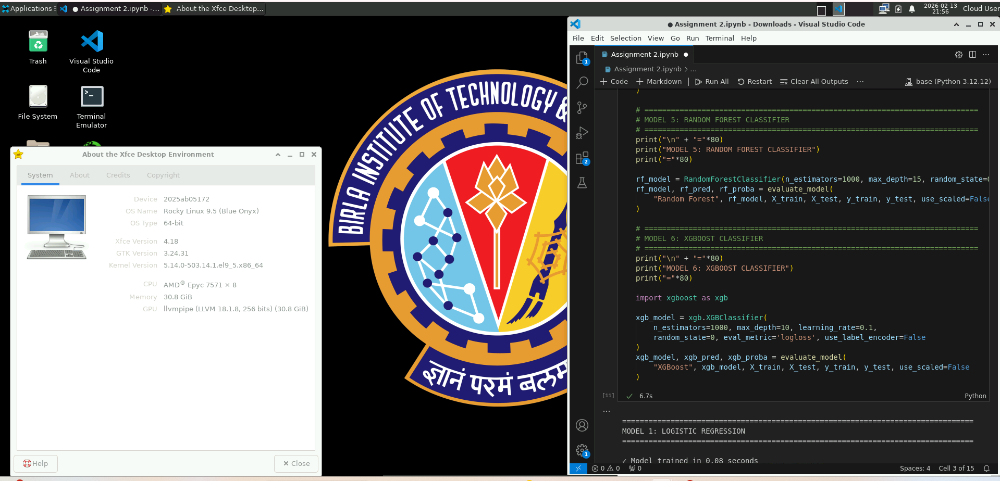 Applications
● Assignment 2.ipynb -...
About the Xfce Desktop...
2026-02-13
21:56
Cloud User
Trash
Visual Studio
Code
File System
Terminal
Emulator
BIRLA INSTITUTE OF TECHNOLOGY &
ज्ञानं परमं बलम
About the Xfce Desktop Environment
System About Credits Copyright
Device 2025ab05172
OS Name Rocky Linux 9.5 (Blue Onyx)
OS Type 64-bit
Xfce Version 4.18
GTK Version 3.24.31
Kernel Version 5.14.0-503.14.1.el9_5.x86_64
CPU AMD® Epyc 7571 × 8
Memory 30.8 GiB
GPU llvmpipe (LLVM 18.1.8, 256 bits) (30.8 GiB)
Help
Close
● Assignment 2.ipynb - Downloads - Visual Studio Code
File Edit Selection View Go Run Terminal Help
1
2
1
Assignment 2.ipynb ●
Assignment 2.ipynb > ...
+ Code + Markdown | Run All Restart Clear All Outputs ... base (Python 3.12.12)
)
# ============================================================================
# MODEL 5: RANDOM FOREST CLASSIFIER
# ============================================================================
print("\n" + "="*80)
print("MODEL 5: RANDOM FOREST CLASSIFIER")
print("="*80)
rf_model = RandomForestClassifier(n_estimators=1000, max_depth=15, random_state=0
rf_model, rf_pred, rf_proba = evaluate_model(
"Random Forest", rf_model, X_train, X_test, y_train, y_test, use_scaled=False
)
# ============================================================================
# MODEL 6: XGBOOST CLASSIFIER
# ============================================================================
print("\n" + "="*80)
print("MODEL 6: XGBOOST CLASSIFIER")
print("="*80)
import xgboost as xgb
xgb_model = xgb.XGBClassifier(
n_estimators=1000, max_depth=10, learning_rate=0.1,
random_state=0, eval_metric='logloss', use_label_encoder=False
)
xgb_model, xgb_pred, xgb_proba = evaluate_model(
"XGBoost", xgb_model, X_train, X_test, y_train, y_test, use_scaled=False
)
[11] ✓ 6.7s Python
...
================================================================================
MODEL 1: LOGISTIC REGRESSION
================================================================================
✓ Model trained in 0.08 seconds
0 0 0 Spaces: 4 Cell 3 of 15